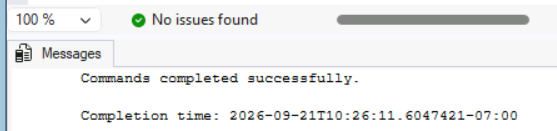 100 %
No issues found
Messages
Commands completed successfully.
Completion time: 2026-09-21T10:26:11.6047421-07:00